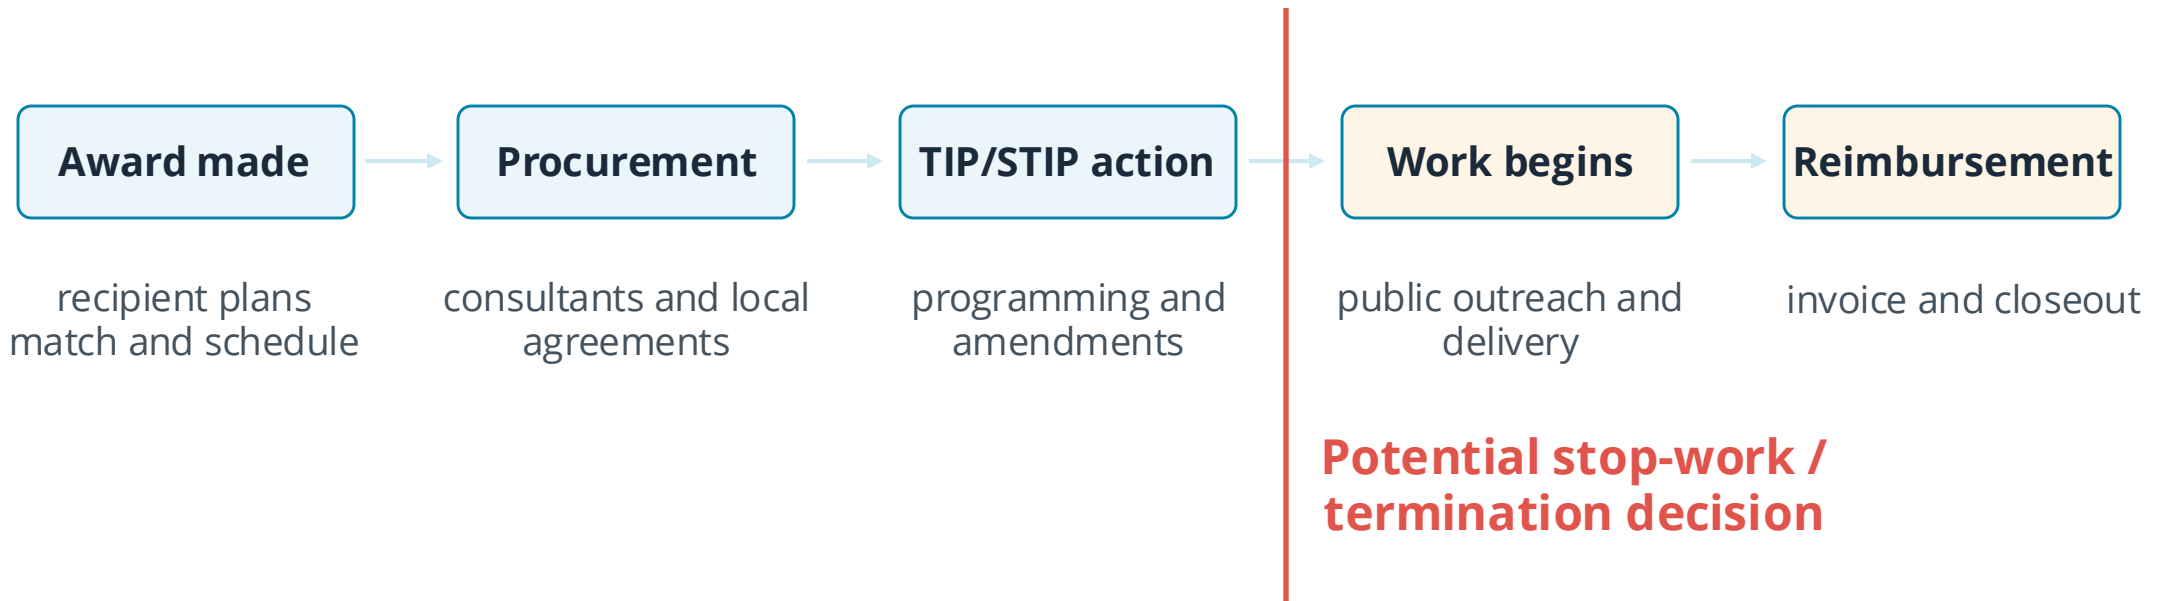 Award made
Procurement
TIP/STIP action
Work begins
Reimbursement
recipient plans
match and schedule
consultants and local
agreements
programming and
amendments
public outreach and
delivery
invoice and closeout
Potential stop-work /
termination decision